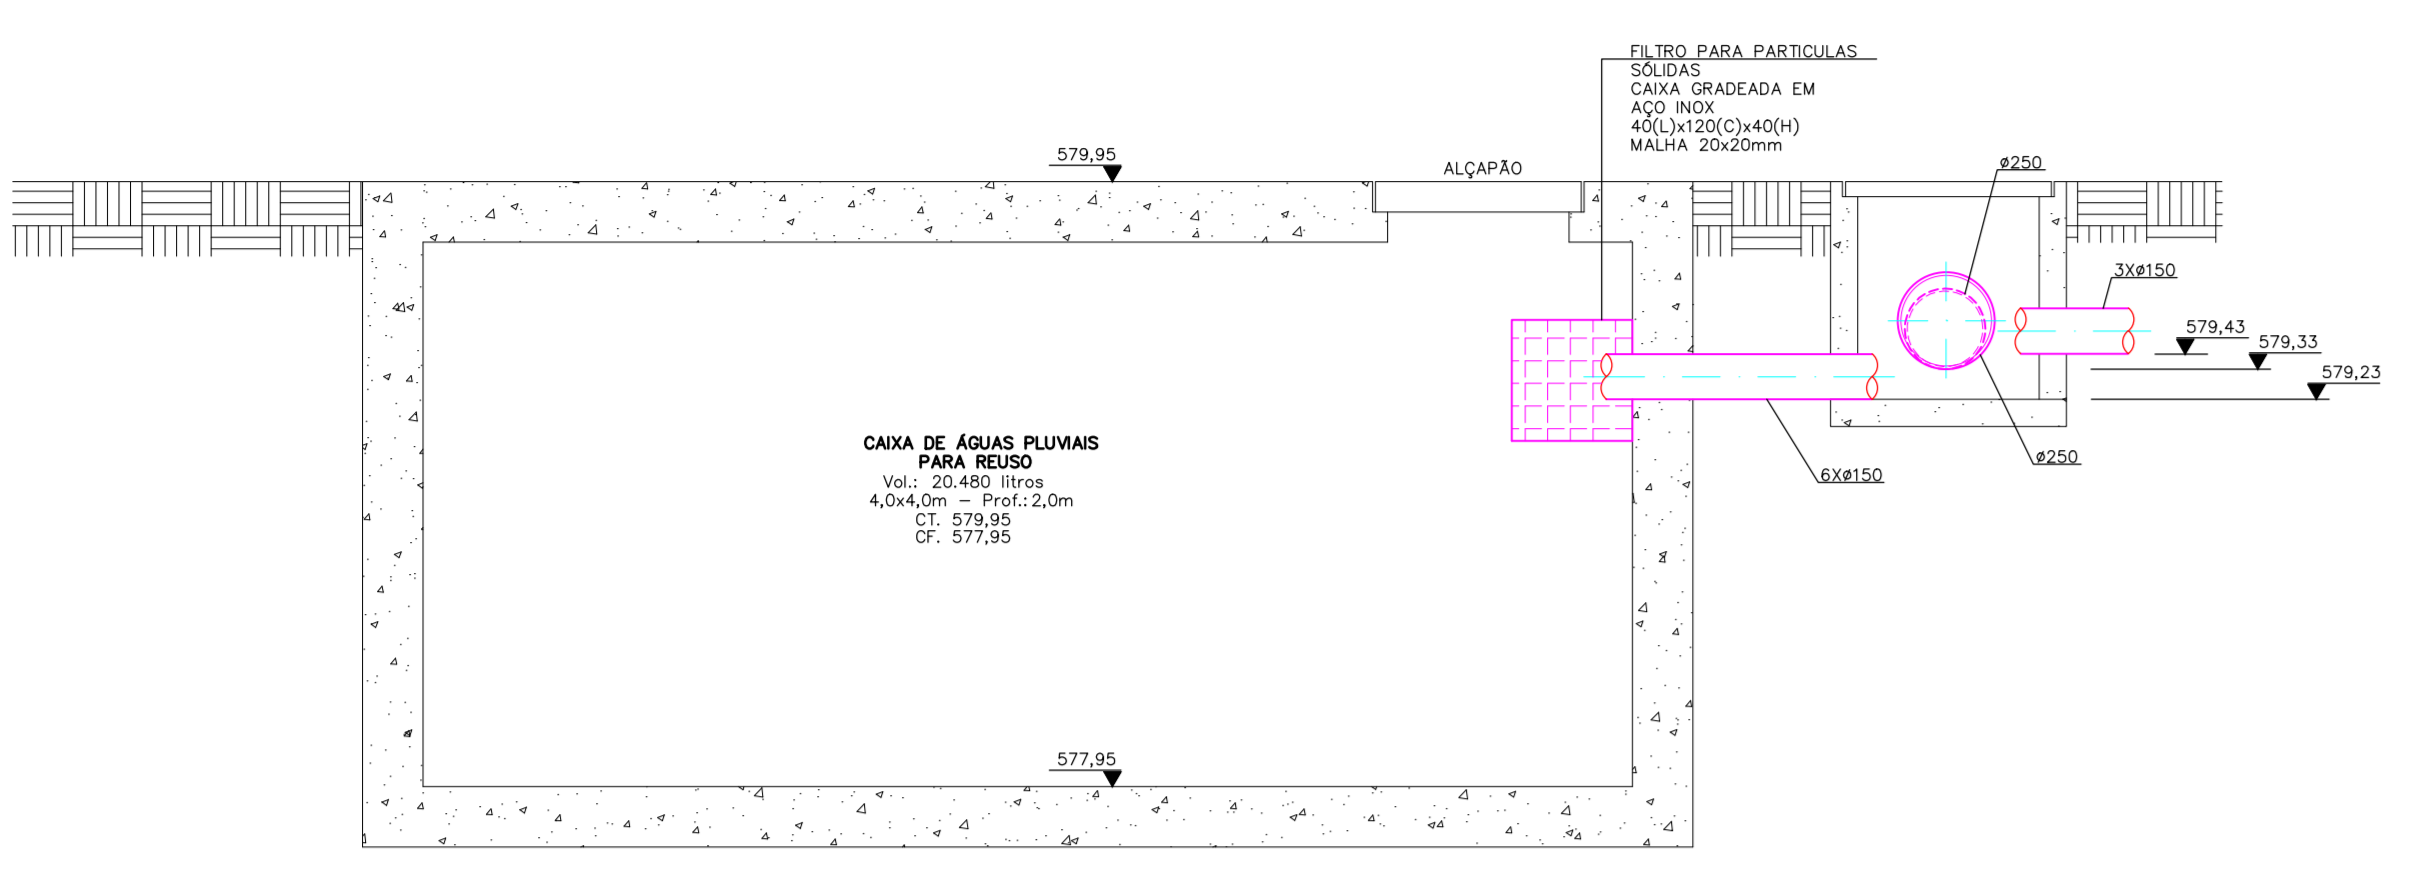 FILTRO PARA PARTICULAS
SÓLIDAS
CAIXA GRADEADA EM
AÇO INOX
40(L)x120(C)x40(H)
MALHA 20x20mm
579,95
ALÇAPÃO
ø250
3Xø150
579,43
579,33
579,23
CAIXA DE ÁGUAS PLUVIAIS
PARA REUSO
Vol.: 20.480 litros
4,0x4,0m – Prof.:2,0m
CT. 579,95
CF. 577,95
ø250
6Xø150
577,95